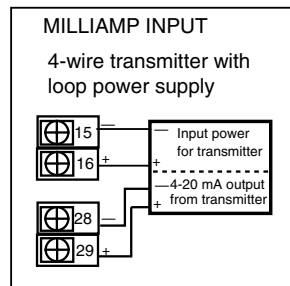 MILLIAMP INPUT
4-wire transmitter with
loop power supply
15 — — Input power
for transmitter
16 + +
28 — — 4-20 mA output
from transmitter
29 + +